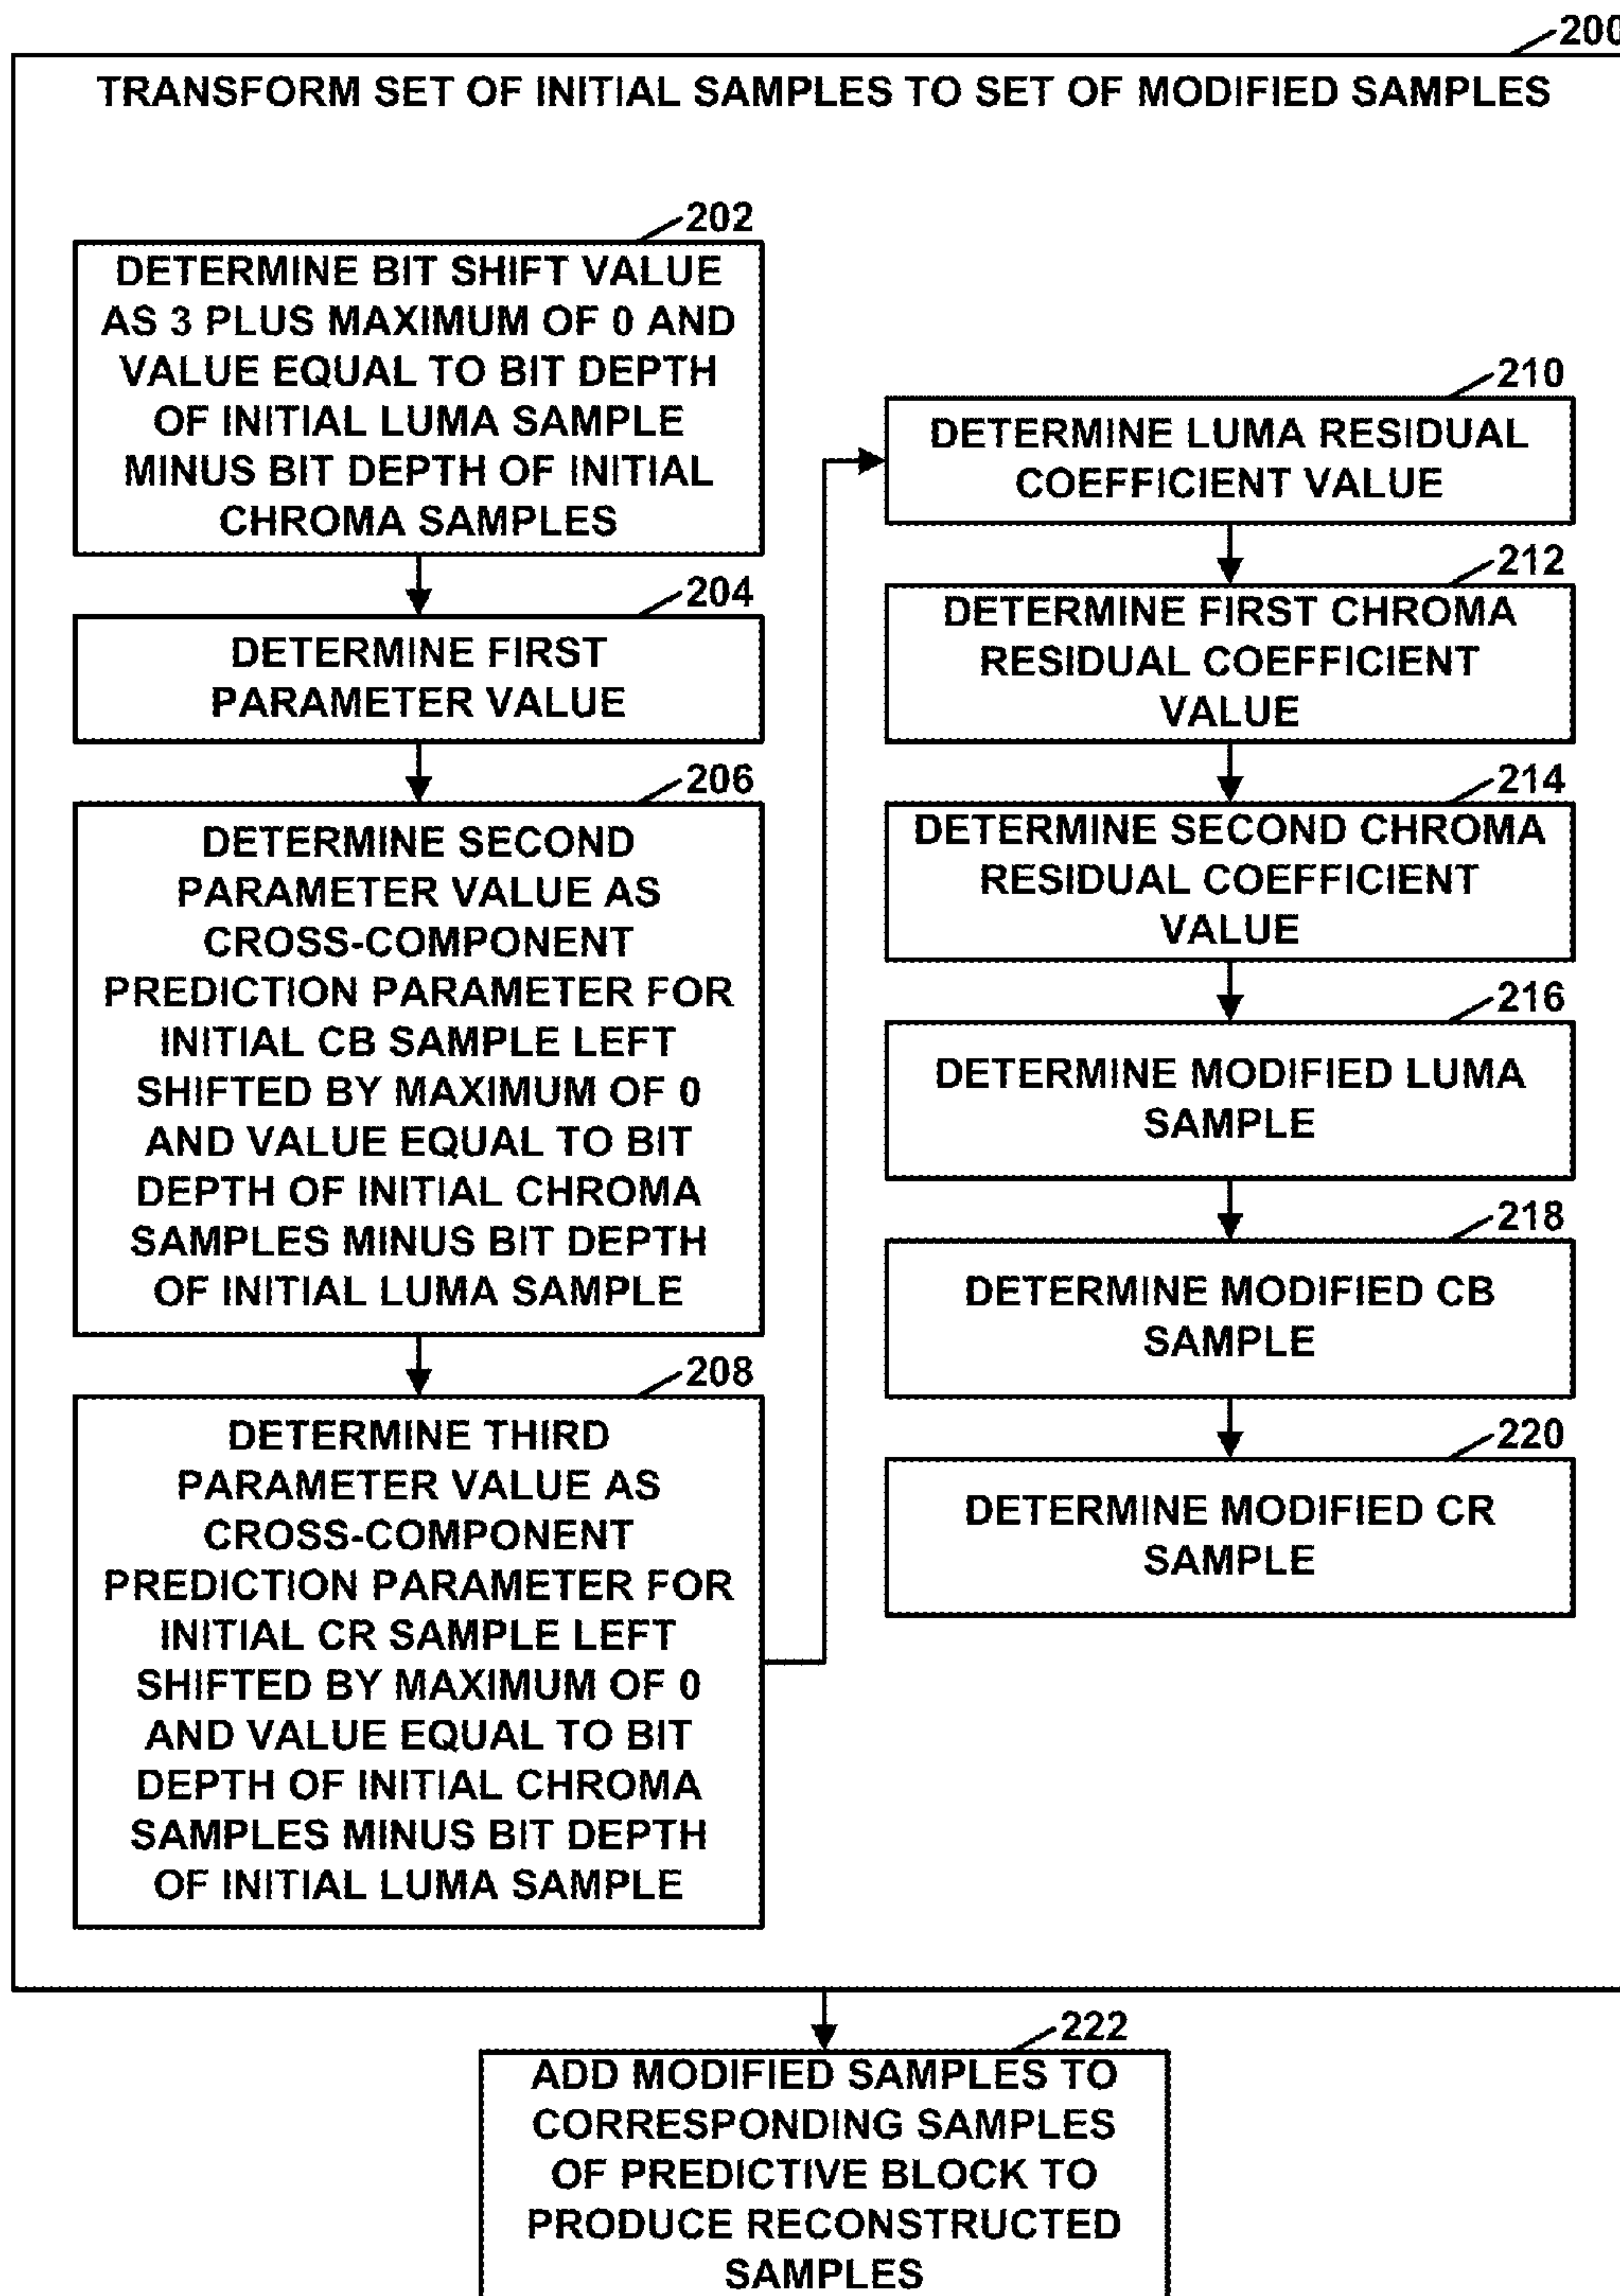 200
TRANSFORM SET OF INITIAL SAMPLES TO SET OF MODIFIED SAMPLES
202
DETERMINE BIT SHIFT VALUE
AS 3 PLUS MAXIMUM OF 0 AND
VALUE EQUAL TO BIT DEPTH
OF INITIAL LUMA SAMPLE
MINUS BIT DEPTH OF INITIAL
CHROMA SAMPLES
204
DETERMINE FIRST
PARAMETER VALUE
206
DETERMINE SECOND
PARAMETER VALUE AS
CROSS-COMPONENT
PREDICTION PARAMETER FOR
INITIAL CB SAMPLE LEFT
SHIFTED BY MAXIMUM OF 0
AND VALUE EQUAL TO BIT
DEPTH OF INITIAL CHROMA
SAMPLES MINUS BIT DEPTH
OF INITIAL LUMA SAMPLE
208
DETERMINE THIRD
PARAMETER VALUE AS
CROSS-COMPONENT
PREDICTION PARAMETER FOR
INITIAL CR SAMPLE LEFT
SHIFTED BY MAXIMUM OF 0
AND VALUE EQUAL TO BIT
DEPTH OF INITIAL CHROMA
SAMPLES MINUS BIT DEPTH
OF INITIAL LUMA SAMPLE
210
DETERMINE LUMA RESIDUAL
COEFFICIENT VALUE
212
DETERMINE FIRST CHROMA
RESIDUAL COEFFICIENT
VALUE
214
DETERMINE SECOND CHROMA
RESIDUAL COEFFICIENT
VALUE
216
DETERMINE MODIFIED LUMA
SAMPLE
218
DETERMINE MODIFIED CB
SAMPLE
220
DETERMINE MODIFIED CR
SAMPLE
222
ADD MODIFIED SAMPLES TO
CORRESPONDING SAMPLES
OF PREDICTIVE BLOCK TO
PRODUCE RECONSTRUCTED
SAMPLES